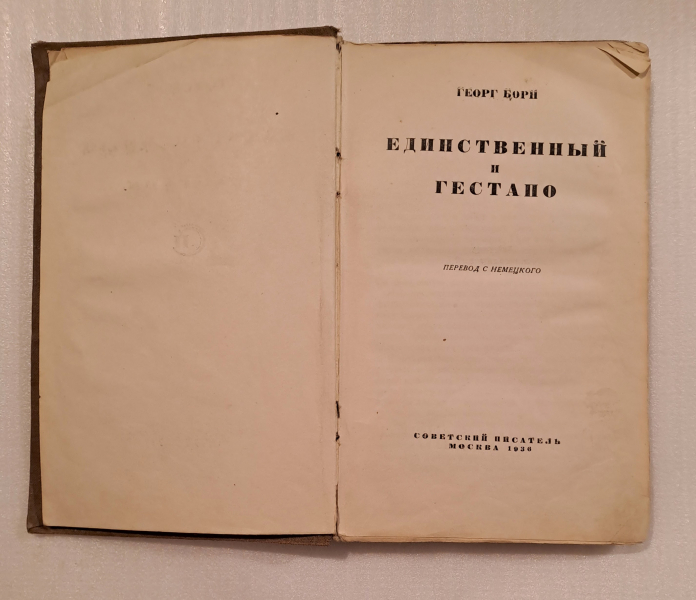 ГЕОРГ БОРН
ЕДИНСТВЕННЫЙ
И
ГЕСТАПО
ПЕРЕВОД С НЕМЕЦКОГО
СОВЕТСКИЙ ПИСАТЕЛЬ
МОСКВА 1936